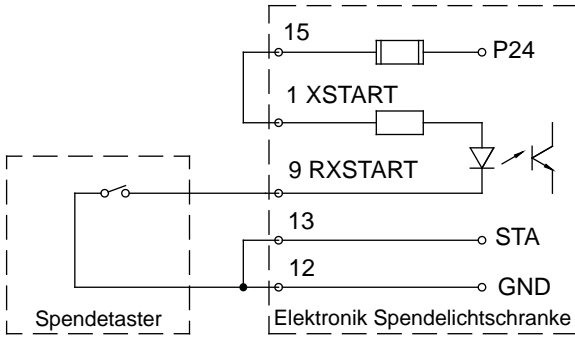 15
P24
1 XSTART
9 RXSTART
13
STA
12
GND
Spendetaster
Elektronik Spendelichtschranke